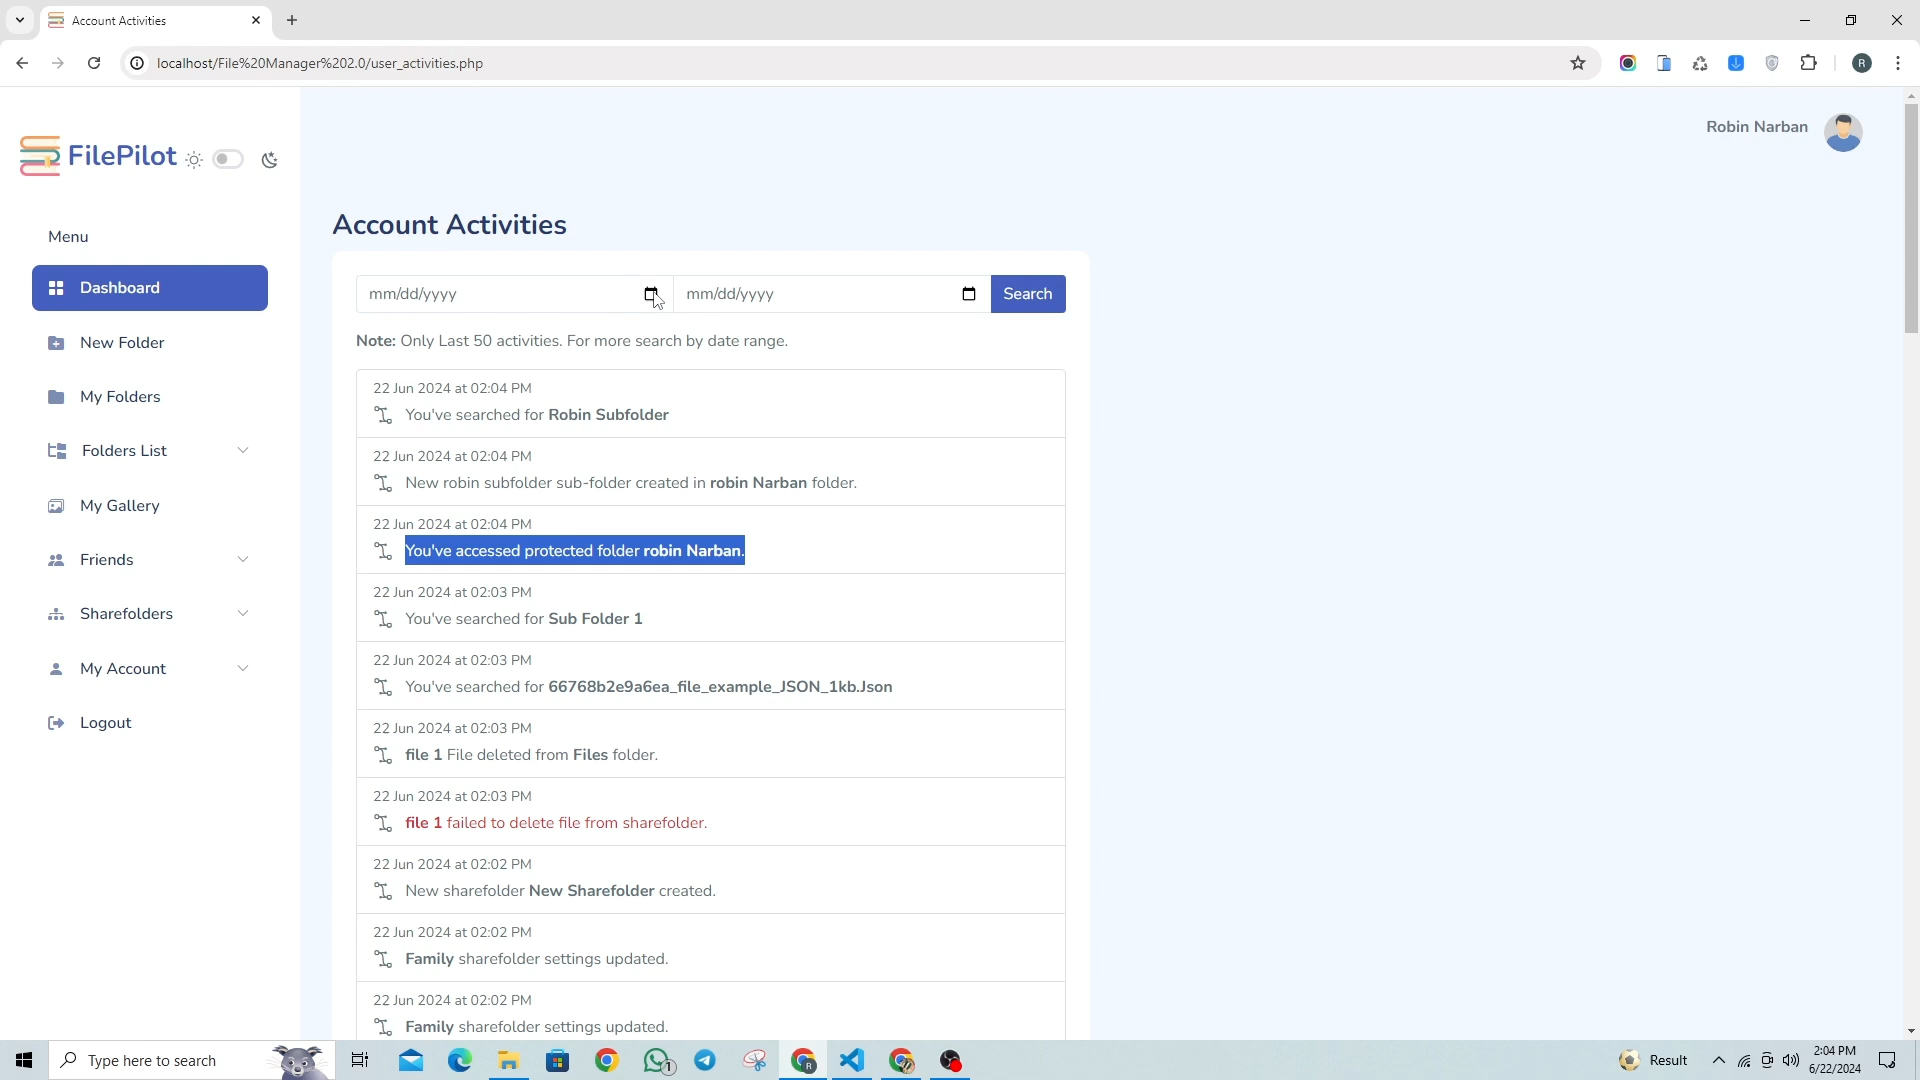 Account Activities
localhost/File%20Manager%202.0/user_activities.php
R
FilePilot
Robin Narban
Menu
Dashboard
New Folder
My Folders
Folders List
My Gallery
Friends
Sharefolders
My Account
Logout
Account Activities
mm/dd/yyyy
mm/dd/yyyy
Search
Note: Only Last 50 activities. For more search by date range.
22 Jun 2024 at 02:04 PM
You've searched for Robin Subfolder
22 Jun 2024 at 02:04 PM
New robin subfolder sub-folder created in robin Narban folder.
22 Jun 2024 at 02:04 PM
You've accessed protected folder robin Narban.
22 Jun 2024 at 02:03 PM
You've searched for Sub Folder 1
22 Jun 2024 at 02:03 PM
You've searched for 66768b2e9a6ea_file_example_JSON_1kb.Json
22 Jun 2024 at 02:03 PM
file 1 File deleted from Files folder.
22 Jun 2024 at 02:03 PM
file 1 failed to delete file from sharefolder.
22 Jun 2024 at 02:02 PM
New sharefolder New Sharefolder created.
22 Jun 2024 at 02:02 PM
Family sharefolder settings updated.
22 Jun 2024 at 02:02 PM
Family sharefolder settings updated.
Type here to search
1
R
Result
2:04 PM
6/22/2024